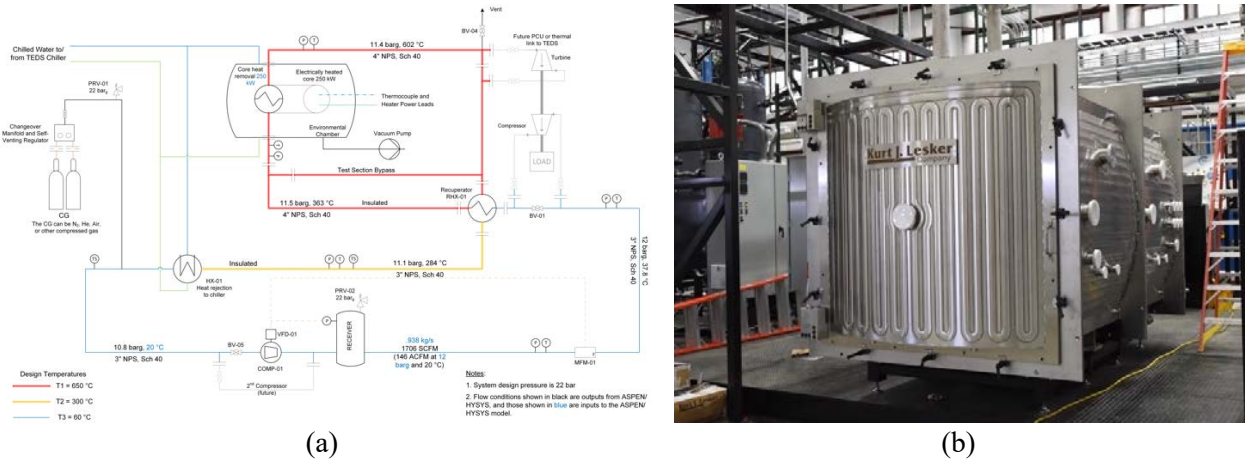 Vent
BV-04
Chilled Water to/
from TEDS Chiller
PRV-01
22 barg
Changeover
Manifold and Self-
Venting Regulator
CG
The CG can be N2, He, Air,
or other compressed gas
Core heat
removal 250
kW
Electrically heated
core 250 kW
Thermocouple and
Heater Power Leads
Environmental
Chamber
Vacuum Pump
P
T
11.4 barg, 602 °C
4" NPS, Sch 40
Future PCU or thermal
link to TEDS
Turbine
Compressor
LOAD
Test Section Bypass
11.5 barg, 363 °C
Insulated
4" NPS, Sch 40
Recuperator
RHX-01
BV-01
P
T
12 barg, 37.8 °C
3" NPS, Sch 40
TS
HX-01
Heat rejection
to chiller
Insulated
P
T
TS
11.1 barg, 284 °C
3" NPS, Sch 40
10.8 barg, 20 °C
3" NPS, Sch 40
BV-05
VFD-01
COMP-01
2nd Compressor
(future)
P
PRV-02
22 barg
RECEIVER
.938 kg/s
1706 SCFM
(146 ACFM at 12
barg and 20 °C)
P
T
MFM-01
Design Temperatures
T1 = 650 °C
T2 = 300 °C
T3 = 60 °C
Notes:
1. System design pressure is 22 bar
2. Flow conditions shown in black are outputs from ASPEN/
HYSYS, and those shown in blue are inputs to the ASPEN/
HYSYS model.
(a)
Kurt J. Lesker
Company
(b)